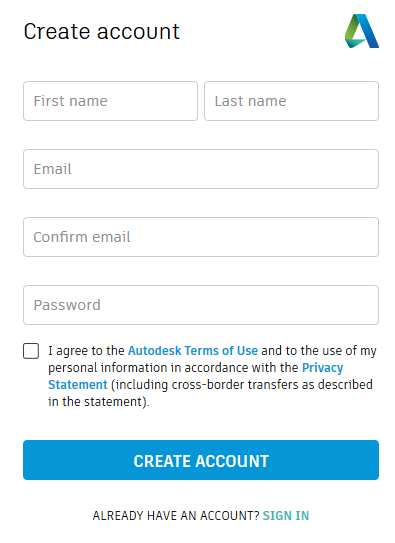 Create account
First name Last name
Email
Confirm email
Password
I agree to the Autodesk Terms of Use and to the use of my
personal information in accordance with the Privacy
Statement (including cross-border transfers as described
in the statement).
CREATE ACCOUNT
ALREADY HAVE AN ACCOUNT? SIGN IN